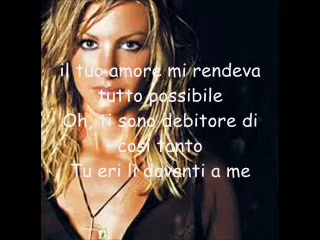 il tuo amore mi rendeva
tutto possibile
Oh  ti sono debitore di
così tanto
Tu eri lì davanti a me